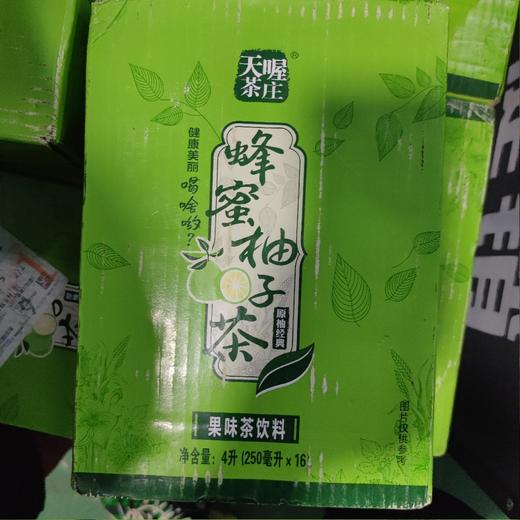 天喔®
茶庄
健康美丽
喝啥哟?
蜂蜜柚子茶
原柚经典
果味茶饮料
净含量:4升(250毫升×16
图片仅供参考